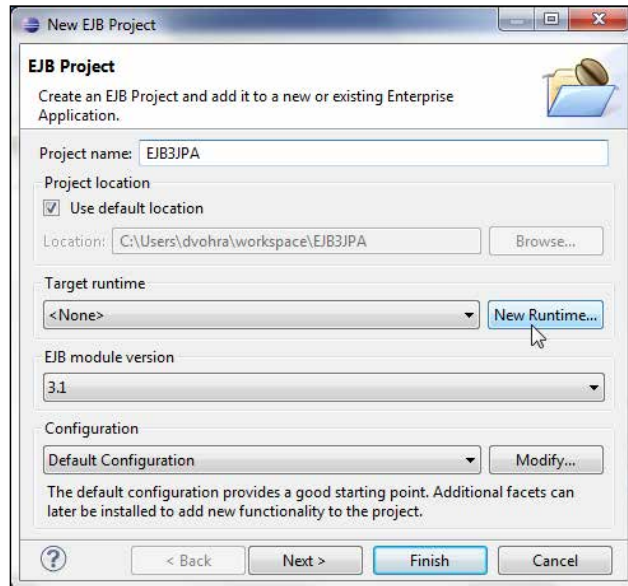 New EJB Project
EJB Project
Create an EJB Project and add it to a new or existing Enterprise
Application.
Project name: EJB3JPA
Project location
Use default location
Location: C:\Users\dvohra\workspace\EJB3JPA Browse...
Target runtime
<None> New Runtime...
EJB module version
3.1
Configuration
Default Configuration Modify...
The default configuration provides a good starting point. Additional facets can
later be installed to add new functionality to the project.
? < Back Next > Finish Cancel